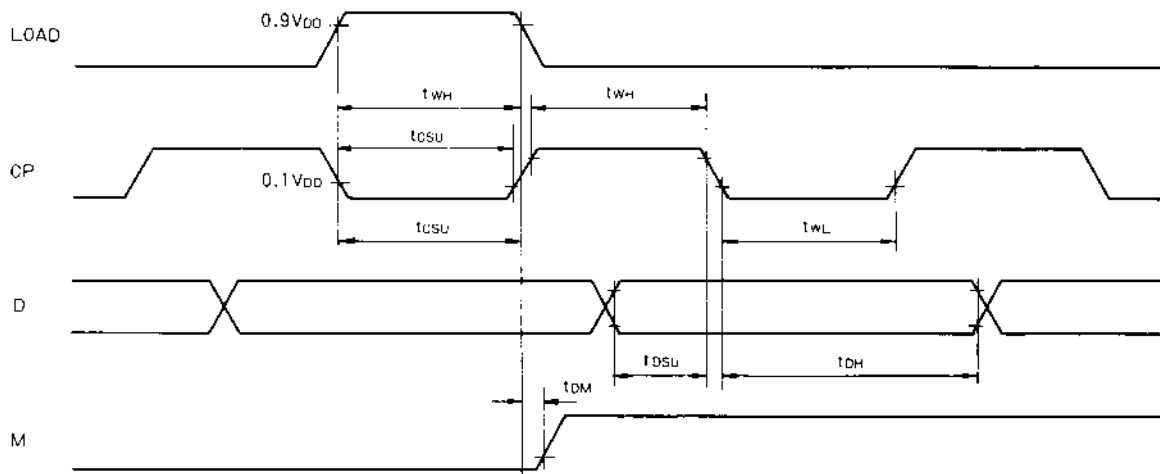 0.9VDD
LOAD
tWH
tWH
tCSU
CP
0.1VDD
tCSU
tWL
D
tDSU
tDH
tDM
M